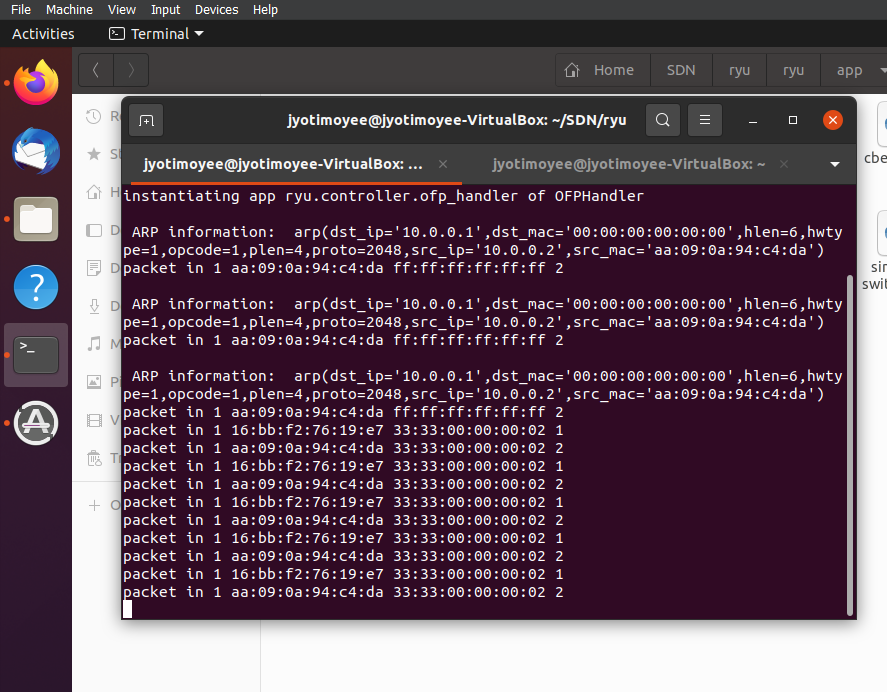 File Machine View Input Devices Help
Activities Terminal
Home SDN ryu ryu app
jyotimoyee@jyotimoyee-VirtualBox: ~/SDN/ryu
jyotimoyee@jyotimoyee-VirtualBox: ... jyotimoyee@jyotimoyee-VirtualBox: ~
instantiating app ryu.controller.ofp_handler of OFPHandler
ARP information: arp(dst_ip='10.0.0.1',dst_mac='00:00:00:00:00:00',hlen=6,hwty
pe=1,opcode=1,plen=4,proto=2048,src_ip='10.0.0.2',src_mac='aa:09:0a:94:c4:da')
packet in 1 aa:09:0a:94:c4:da ff:ff:ff:ff:ff:ff 2
ARP information: arp(dst_ip='10.0.0.1',dst_mac='00:00:00:00:00:00',hlen=6,hwty
pe=1,opcode=1,plen=4,proto=2048,src_ip='10.0.0.2',src_mac='aa:09:0a:94:c4:da')
packet in 1 aa:09:0a:94:c4:da ff:ff:ff:ff:ff:ff 2
ARP information: arp(dst_ip='10.0.0.1',dst_mac='00:00:00:00:00:00',hlen=6,hwty
pe=1,opcode=1,plen=4,proto=2048,src_ip='10.0.0.2',src_mac='aa:09:0a:94:c4:da')
packet in 1 aa:09:0a:94:c4:da ff:ff:ff:ff:ff:ff 2
packet in 1 16:bb:f2:76:19:e7 33:33:00:00:00:02 1
packet in 1 aa:09:0a:94:c4:da 33:33:00:00:00:02 2
packet in 1 16:bb:f2:76:19:e7 33:33:00:00:00:02 1
packet in 1 aa:09:0a:94:c4:da 33:33:00:00:00:02 2
packet in 1 16:bb:f2:76:19:e7 33:33:00:00:00:02 1
packet in 1 aa:09:0a:94:c4:da 33:33:00:00:00:02 2
packet in 1 16:bb:f2:76:19:e7 33:33:00:00:00:02 1
packet in 1 aa:09:0a:94:c4:da 33:33:00:00:00:02 2
packet in 1 16:bb:f2:76:19:e7 33:33:00:00:00:02 1
packet in 1 aa:09:0a:94:c4:da 33:33:00:00:00:02 2